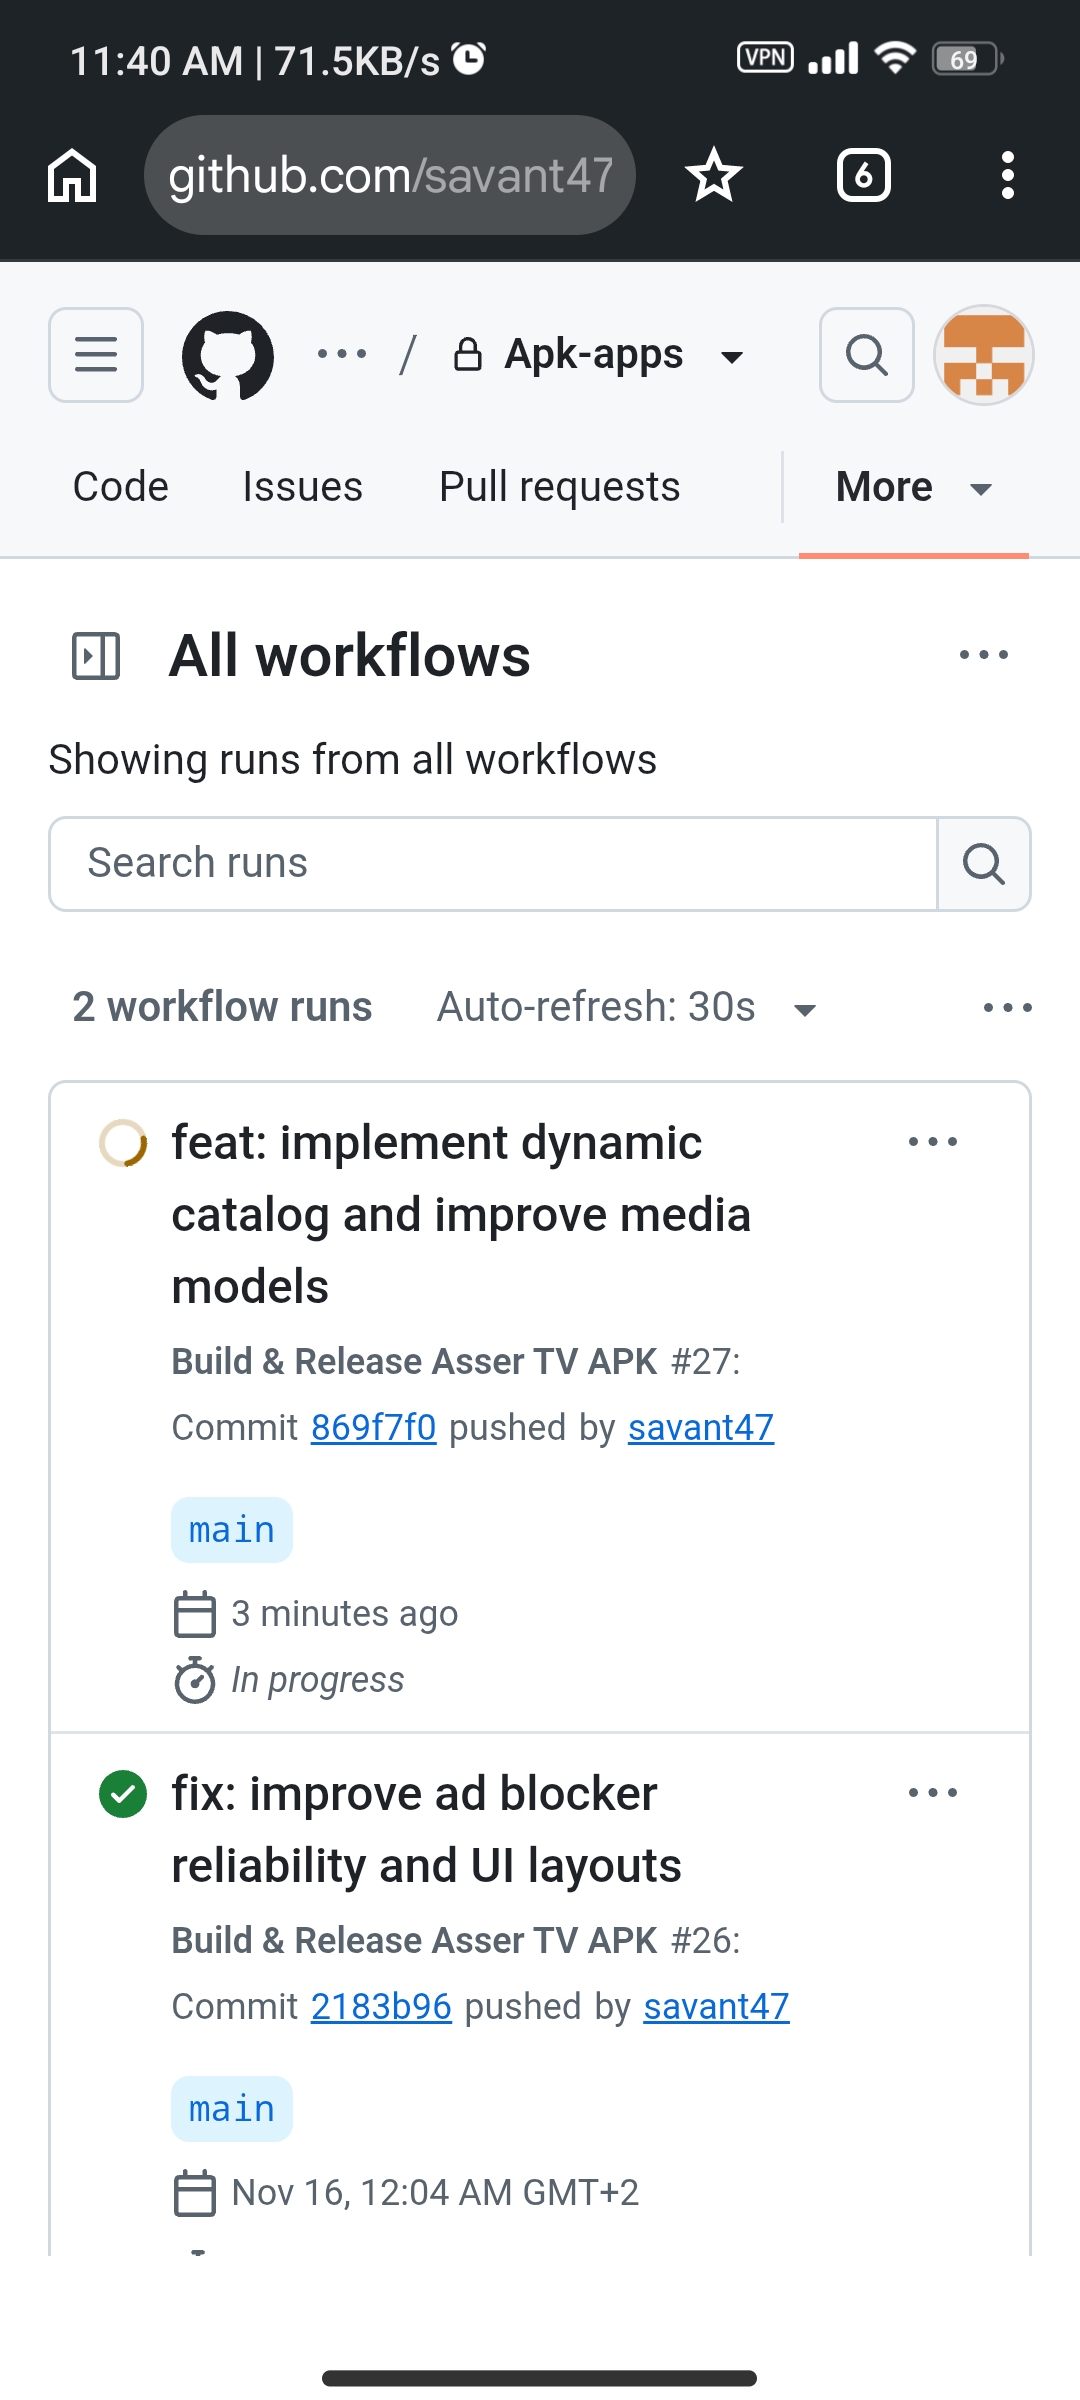 11:40 AM | 71.5KB/s
VPN
69
github.com/savant47
6
/ Apk-apps
Code Issues Pull requests More
All workflows
Showing runs from all workflows
Search runs
2 workflow runs Auto-refresh: 30s
feat: implement dynamic
catalog and improve media
models
Build & Release Asser TV APK #27:
Commit 869f7f0 pushed by savant47
main
3 minutes ago
In progress
fix: improve ad blocker
reliability and UI layouts
Build & Release Asser TV APK #26:
Commit 2183b96 pushed by savant47
main
Nov 16, 12:04 AM GMT+2